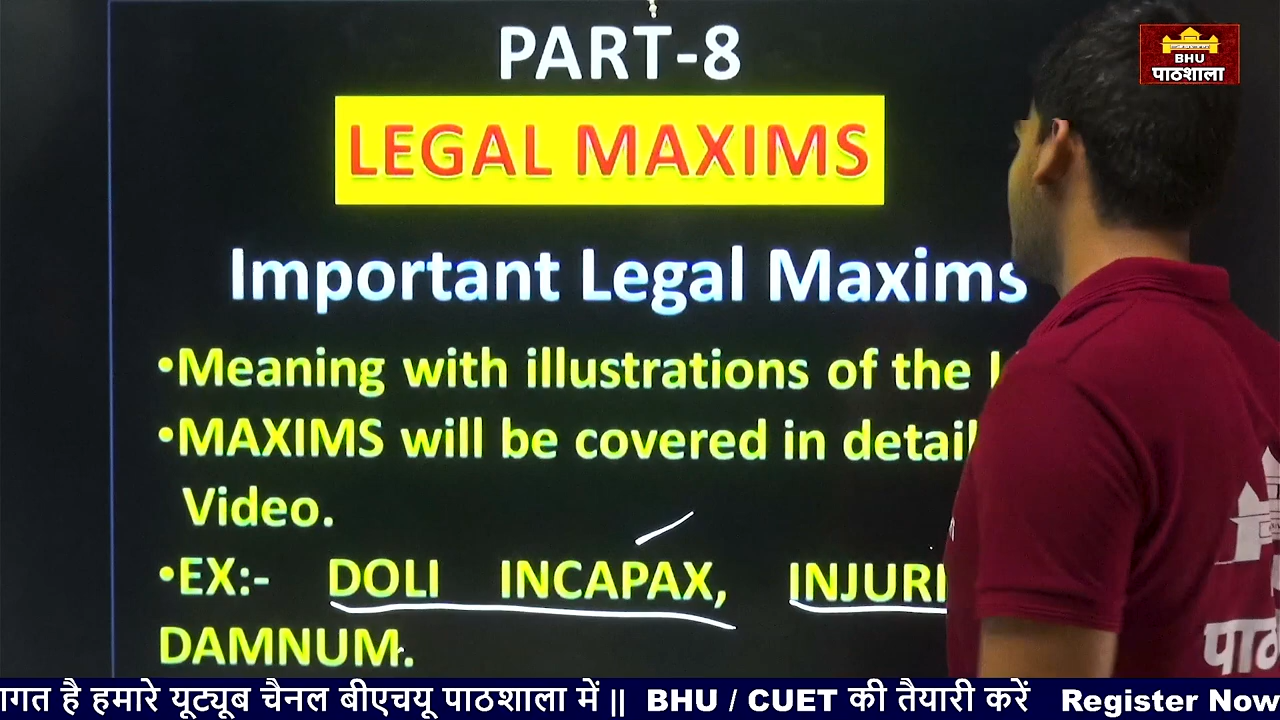 PART-8
BHU
पाठशाला
LEGAL MAXIMS
Important Legal Maxims
•Meaning with illustrations of the
•MAXIMS will be covered in detail
Video.
•EX:- DOLI INCAPAX,
DAMNUM.
है हमारे यूट्यूब चैनल बीएचयू पाठशाला में || BHU / CUET की तैयारी करें Register Now